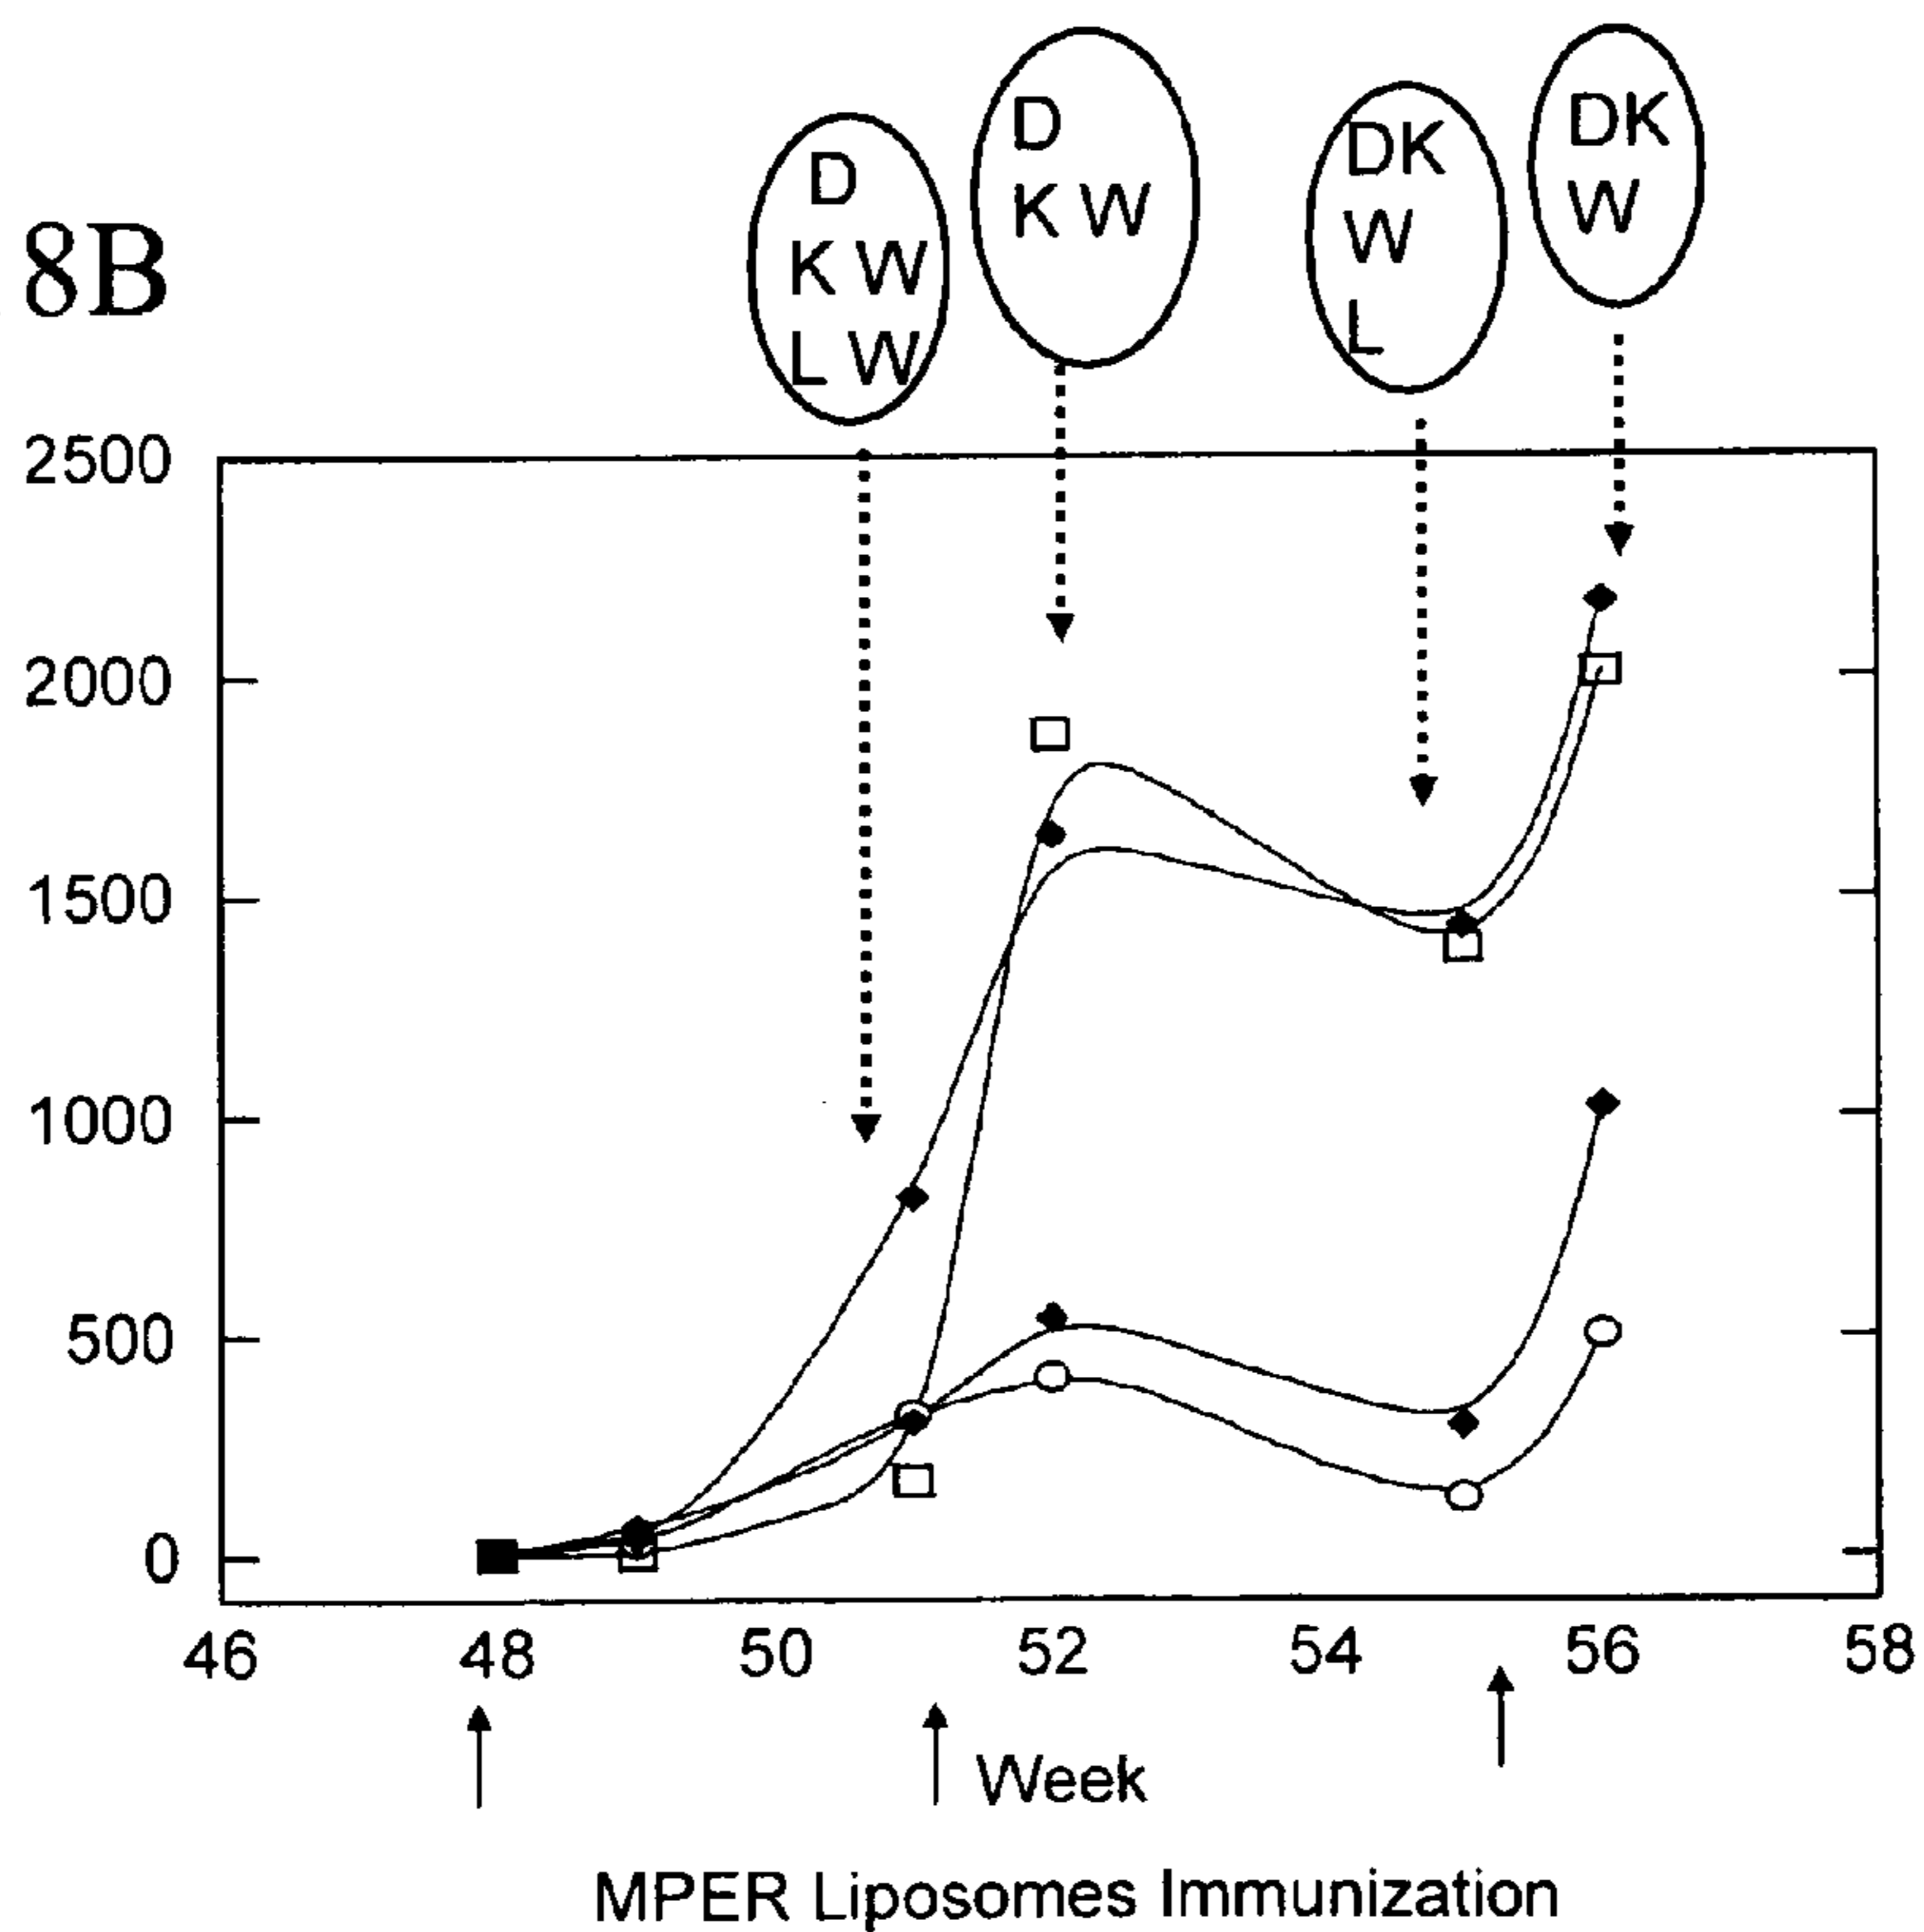 8B
D
K W
L W
D
K W
DK
W
L
DK
W
2500
2000
1500
1000
500
0
46 48 50 52 54 56 58
Week
MPER Liposomes Immunization